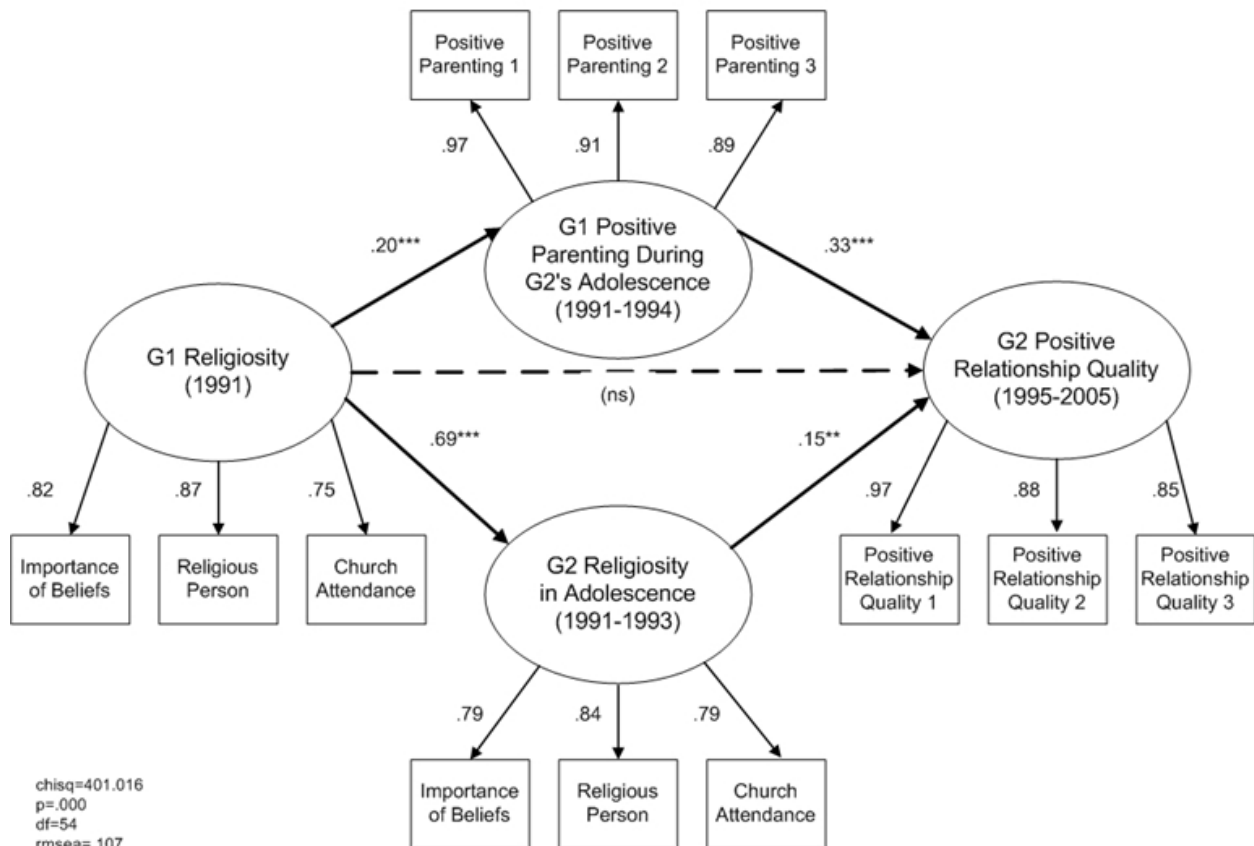 Positive
Parenting 1
Positive
Parenting 2
Positive
Parenting 3
.97
.91
.89
G1 Positive
Parenting During
G2's Adolescence
(1991-1994)
.20***
.33***
G1 Religiosity
(1991)
(ns)
G2 Positive
Relationship Quality
(1995-2005)
.69***
.15**
.82
.87
.75
.97
.88
.85
Importance
of Beliefs
Religious
Person
Church
Attendance
G2 Religiosity
in Adolescence
(1991-1993)
Positive
Relationship
Quality 1
Positive
Relationship
Quality 2
Positive
Relationship
Quality 3
.79
.84
.79
Importance
of Beliefs
Religious
Person
Church
Attendance
chisq=401.016
p=.000
df=54
rmsea=.107